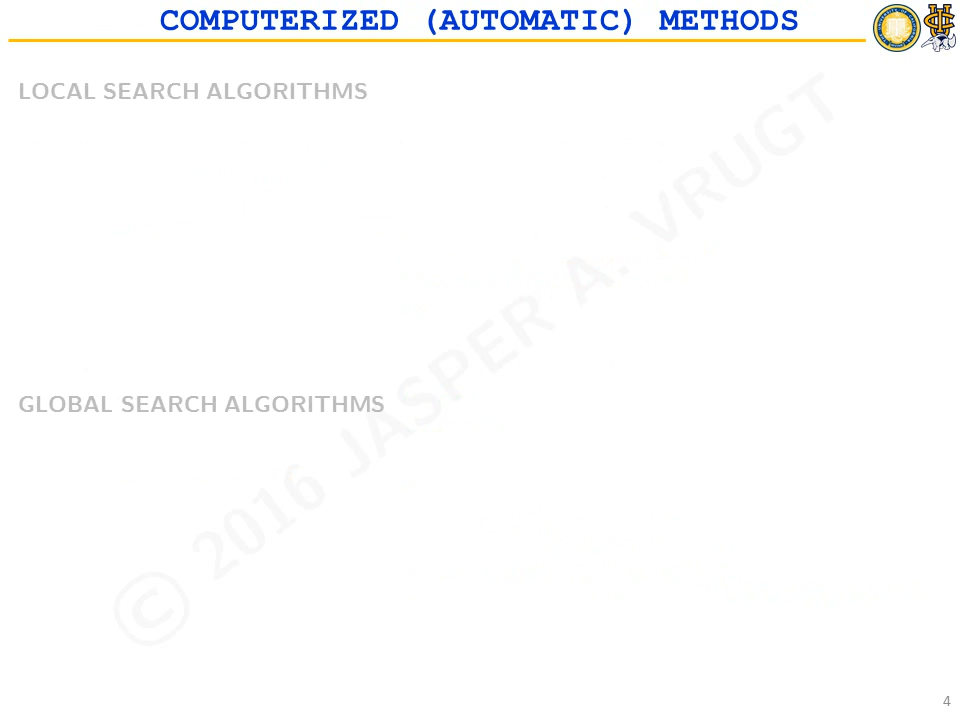 COMPUTERIZED (AUTOMATIC) METHODS
LOCAL SEARCH ALGORITHMS
GLOBAL SEARCH ALGORITHMS
© 2016 JASPER A. VRUGT
4